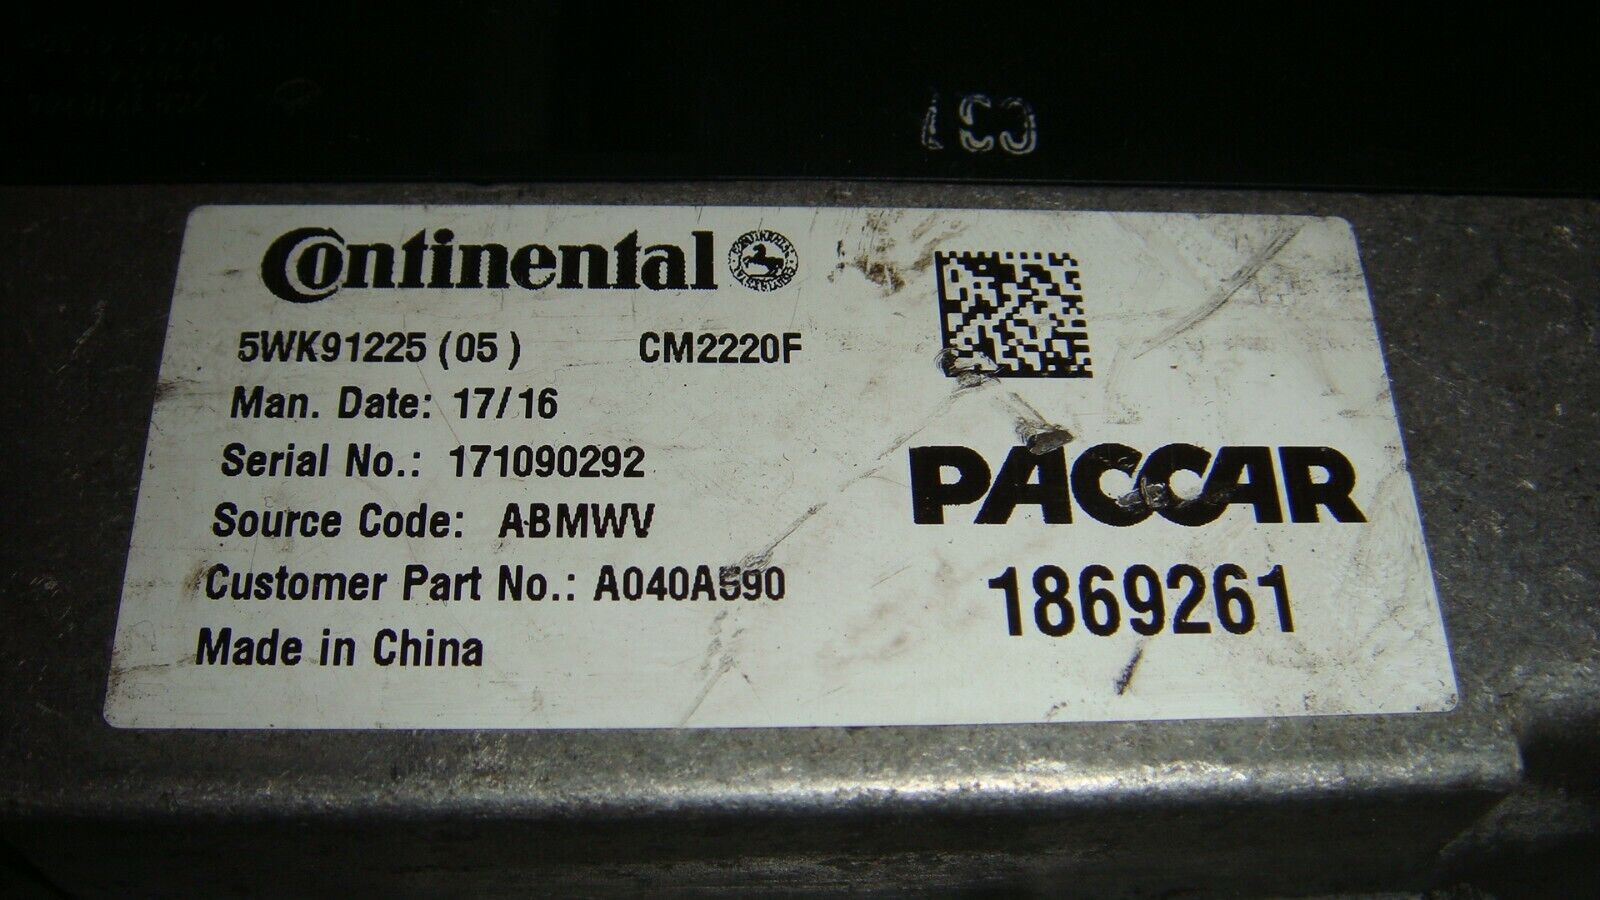 Continental
5WK91225 (05 ) CM2220F
Man. Date: 17/16
Serial No.: 171090292
Source Code: ABMWV
Customer Part No.: A040A590
Made in China
PACCAR
1869261